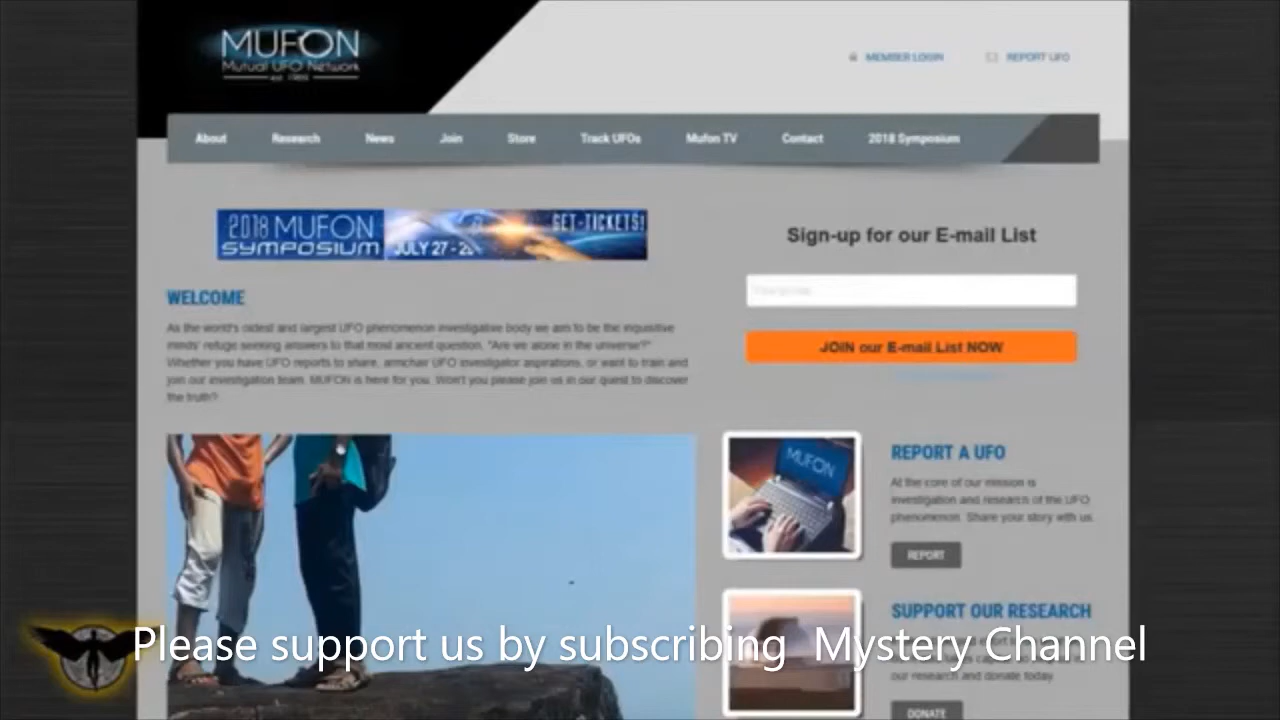 MUFON
Mutual UFO Network
MEMBER LOGIN
REPORT UFO
About
Research
News
Join
Store
Track UFOs
Mufon TV
Contact
2018 Symposium
2018 MUFON
SYMPOSIUM
GET-TICKETS!
JULY 27 - 2
Sign-up for our E-mail List
JOIN our E-mail List NOW
WELCOME
As the world's oldest and largest UFO phenomenon investigative body we aim to be the inquisitive
minds' refuge seeking answers to that most ancient question, "Are we alone in the universe?"
Whether you have UFO reports to share, armchair UFO investigator aspirations, or want to train and
join our investigation team. MUFON is here for you. Won't you please join us in our quest to discover
the truth?
MUFON
REPORT A UFO
At the core of our mission is
investigation and research of the UFO
phenomenon. Share your story with us.
REPORT
SUPPORT OUR RESEARCH
our research and donate today
DONATE
Please support us by subscribing Mystery Channel